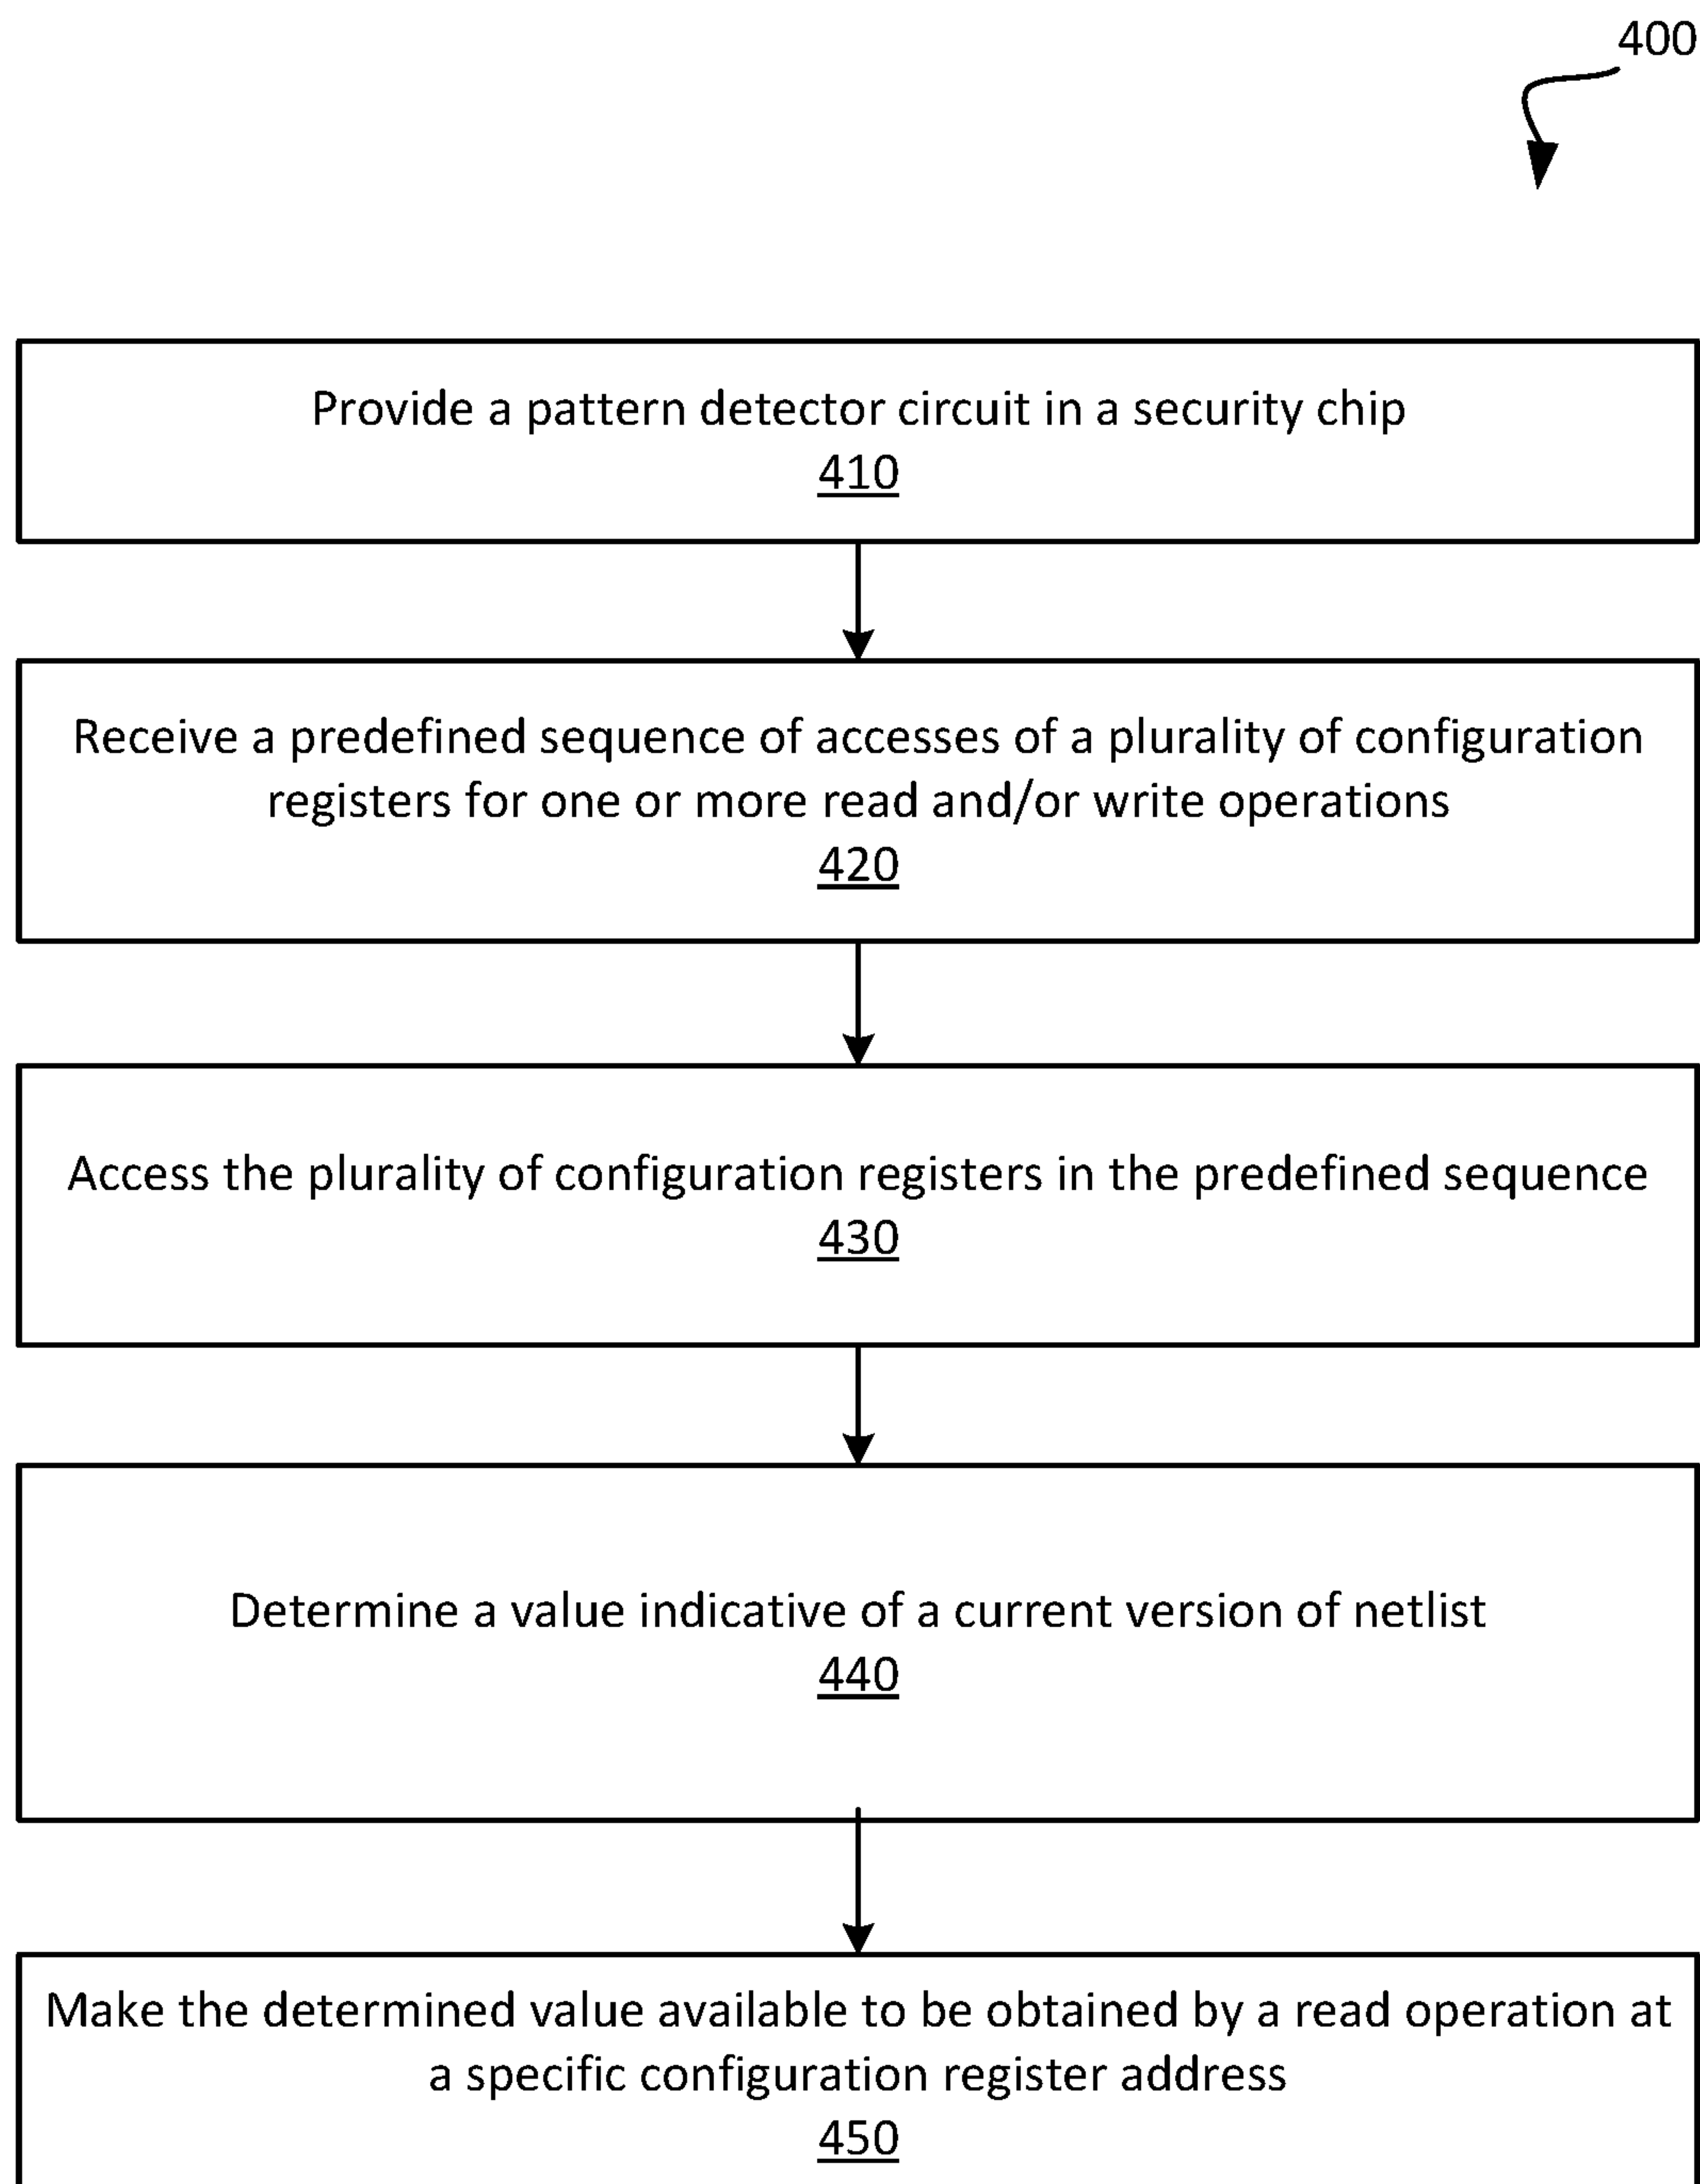 400
Provide a pattern detector circuit in a security chip
410
Receive a predefined sequence of accesses of a plurality of configuration
registers for one or more read and/or write operations
420
Access the plurality of configuration registers in the predefined sequence
430
Determine a value indicative of a current version of netlist
440
Make the determined value available to be obtained by a read operation at
a specific configuration register address
450